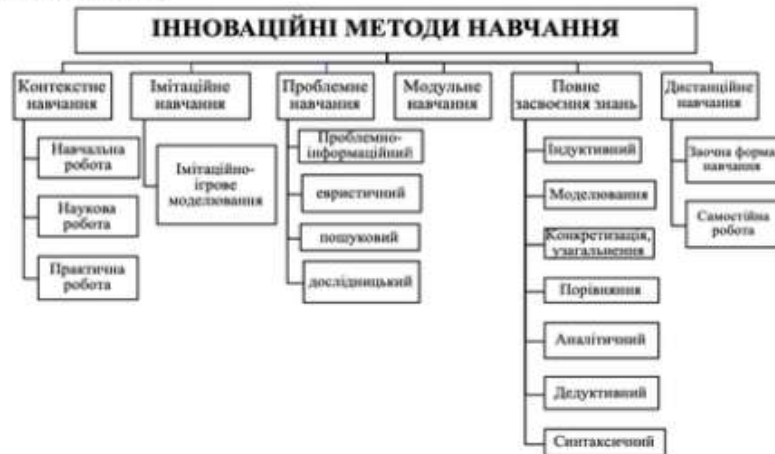 ІННОВАЦІЙНІ МЕТОДИ НАВЧАННЯ
Контекстне
навчання
Навчальна
робота
Наукова
робота
Практична
робота
Імітаційне
навчання
Імітаційно-
ігрове
моделювання
Проблемне
навчання
Проблемно-
інформаційний
евристичний
пошуковий
дослідницький
Модульне
навчання
Повне
засвоєння знань
Індуктивний
Моделювання
Конкретизація,
узагальнення
Порівняння
Аналітичний
Дедуктивний
Синтаксичний
Дистанційне
навчання
Заочна форма
навчання
Самостійна
робота